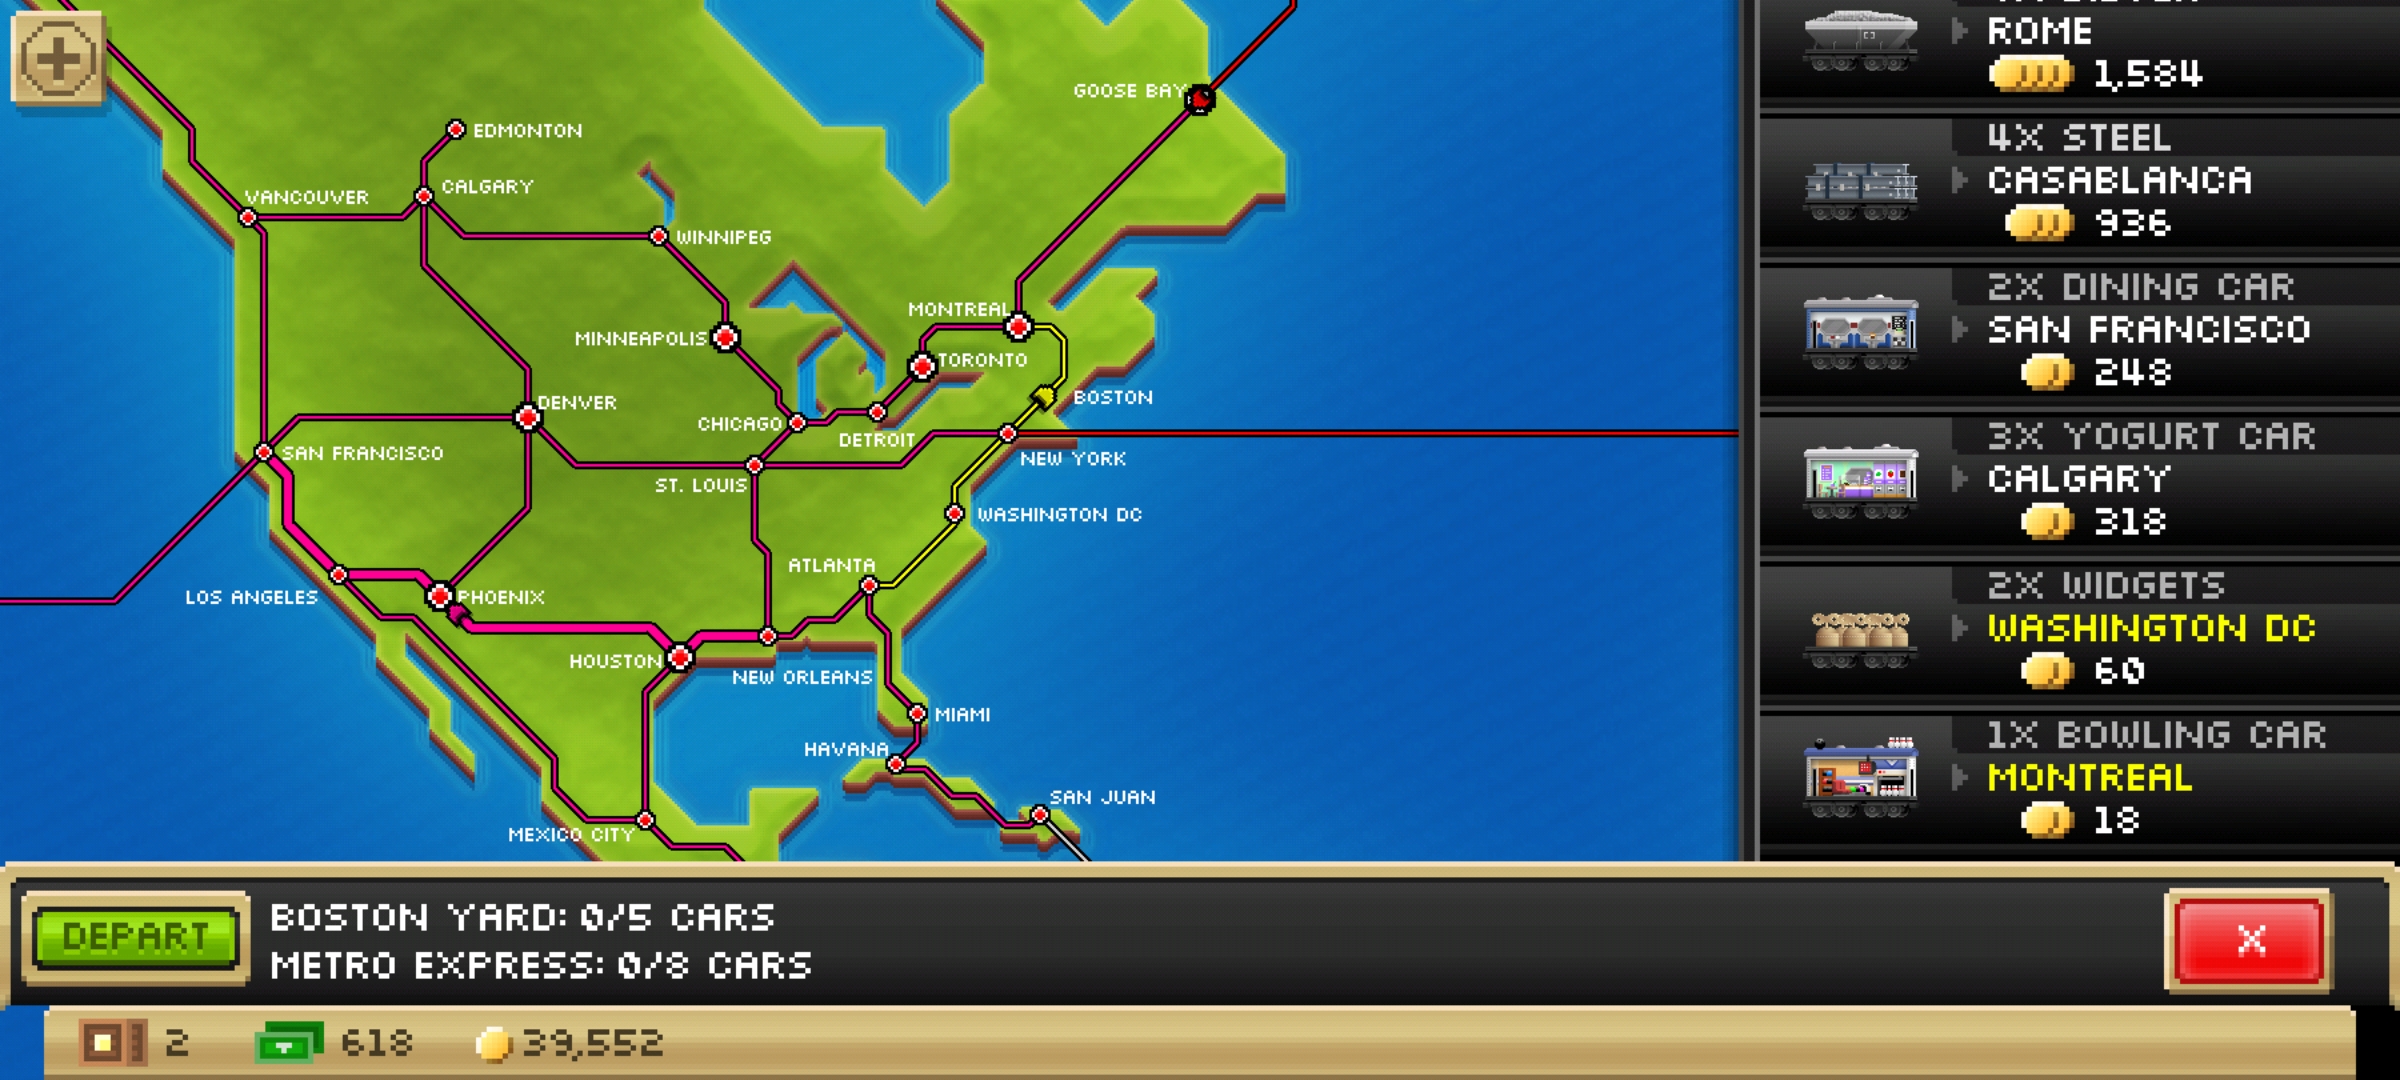 GOOSE BAY
EDMONTON
CALGARY
VANCOUVER
WINNIPEG
MONTREAL
MINNEAPOLIS
TORONTO
BOSTON
DENVER
CHICAGO
DETROIT
SAN FRANCISCO
NEW YORK
ST. LOUIS
WASHINGTON DC
ATLANTA
LOS ANGELES
PHOENIX
HOUSTON
NEW ORLEANS
MIAMI
HAVANA
SAN JUAN
MEXICO CITY
ROME
1,584
4X STEEL
CASABLANCA
936
2X DINING CAR
SAN FRANCISCO
248
3X YOGURT CAR
CALGARY
318
2X WIDGETS
WASHINGTON DC
60
1X BOWLING CAR
MONTREAL
18
DEPART
BOSTON YARD: 0/5 CARS
METRO EXPRESS: 0/8 CARS
X
2
618
39,552